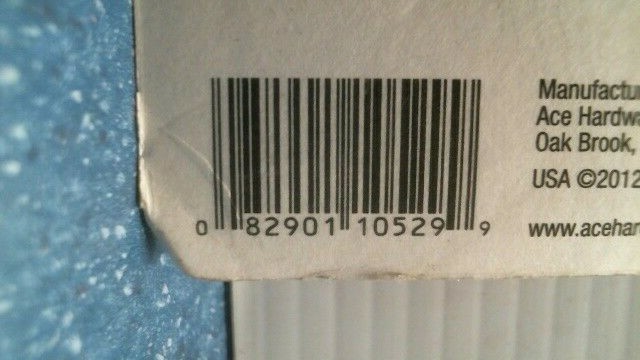 0 82901 10529 9
Manufactu
Ace Hardwa
Oak Brook,
USA ©2012
www.acehar